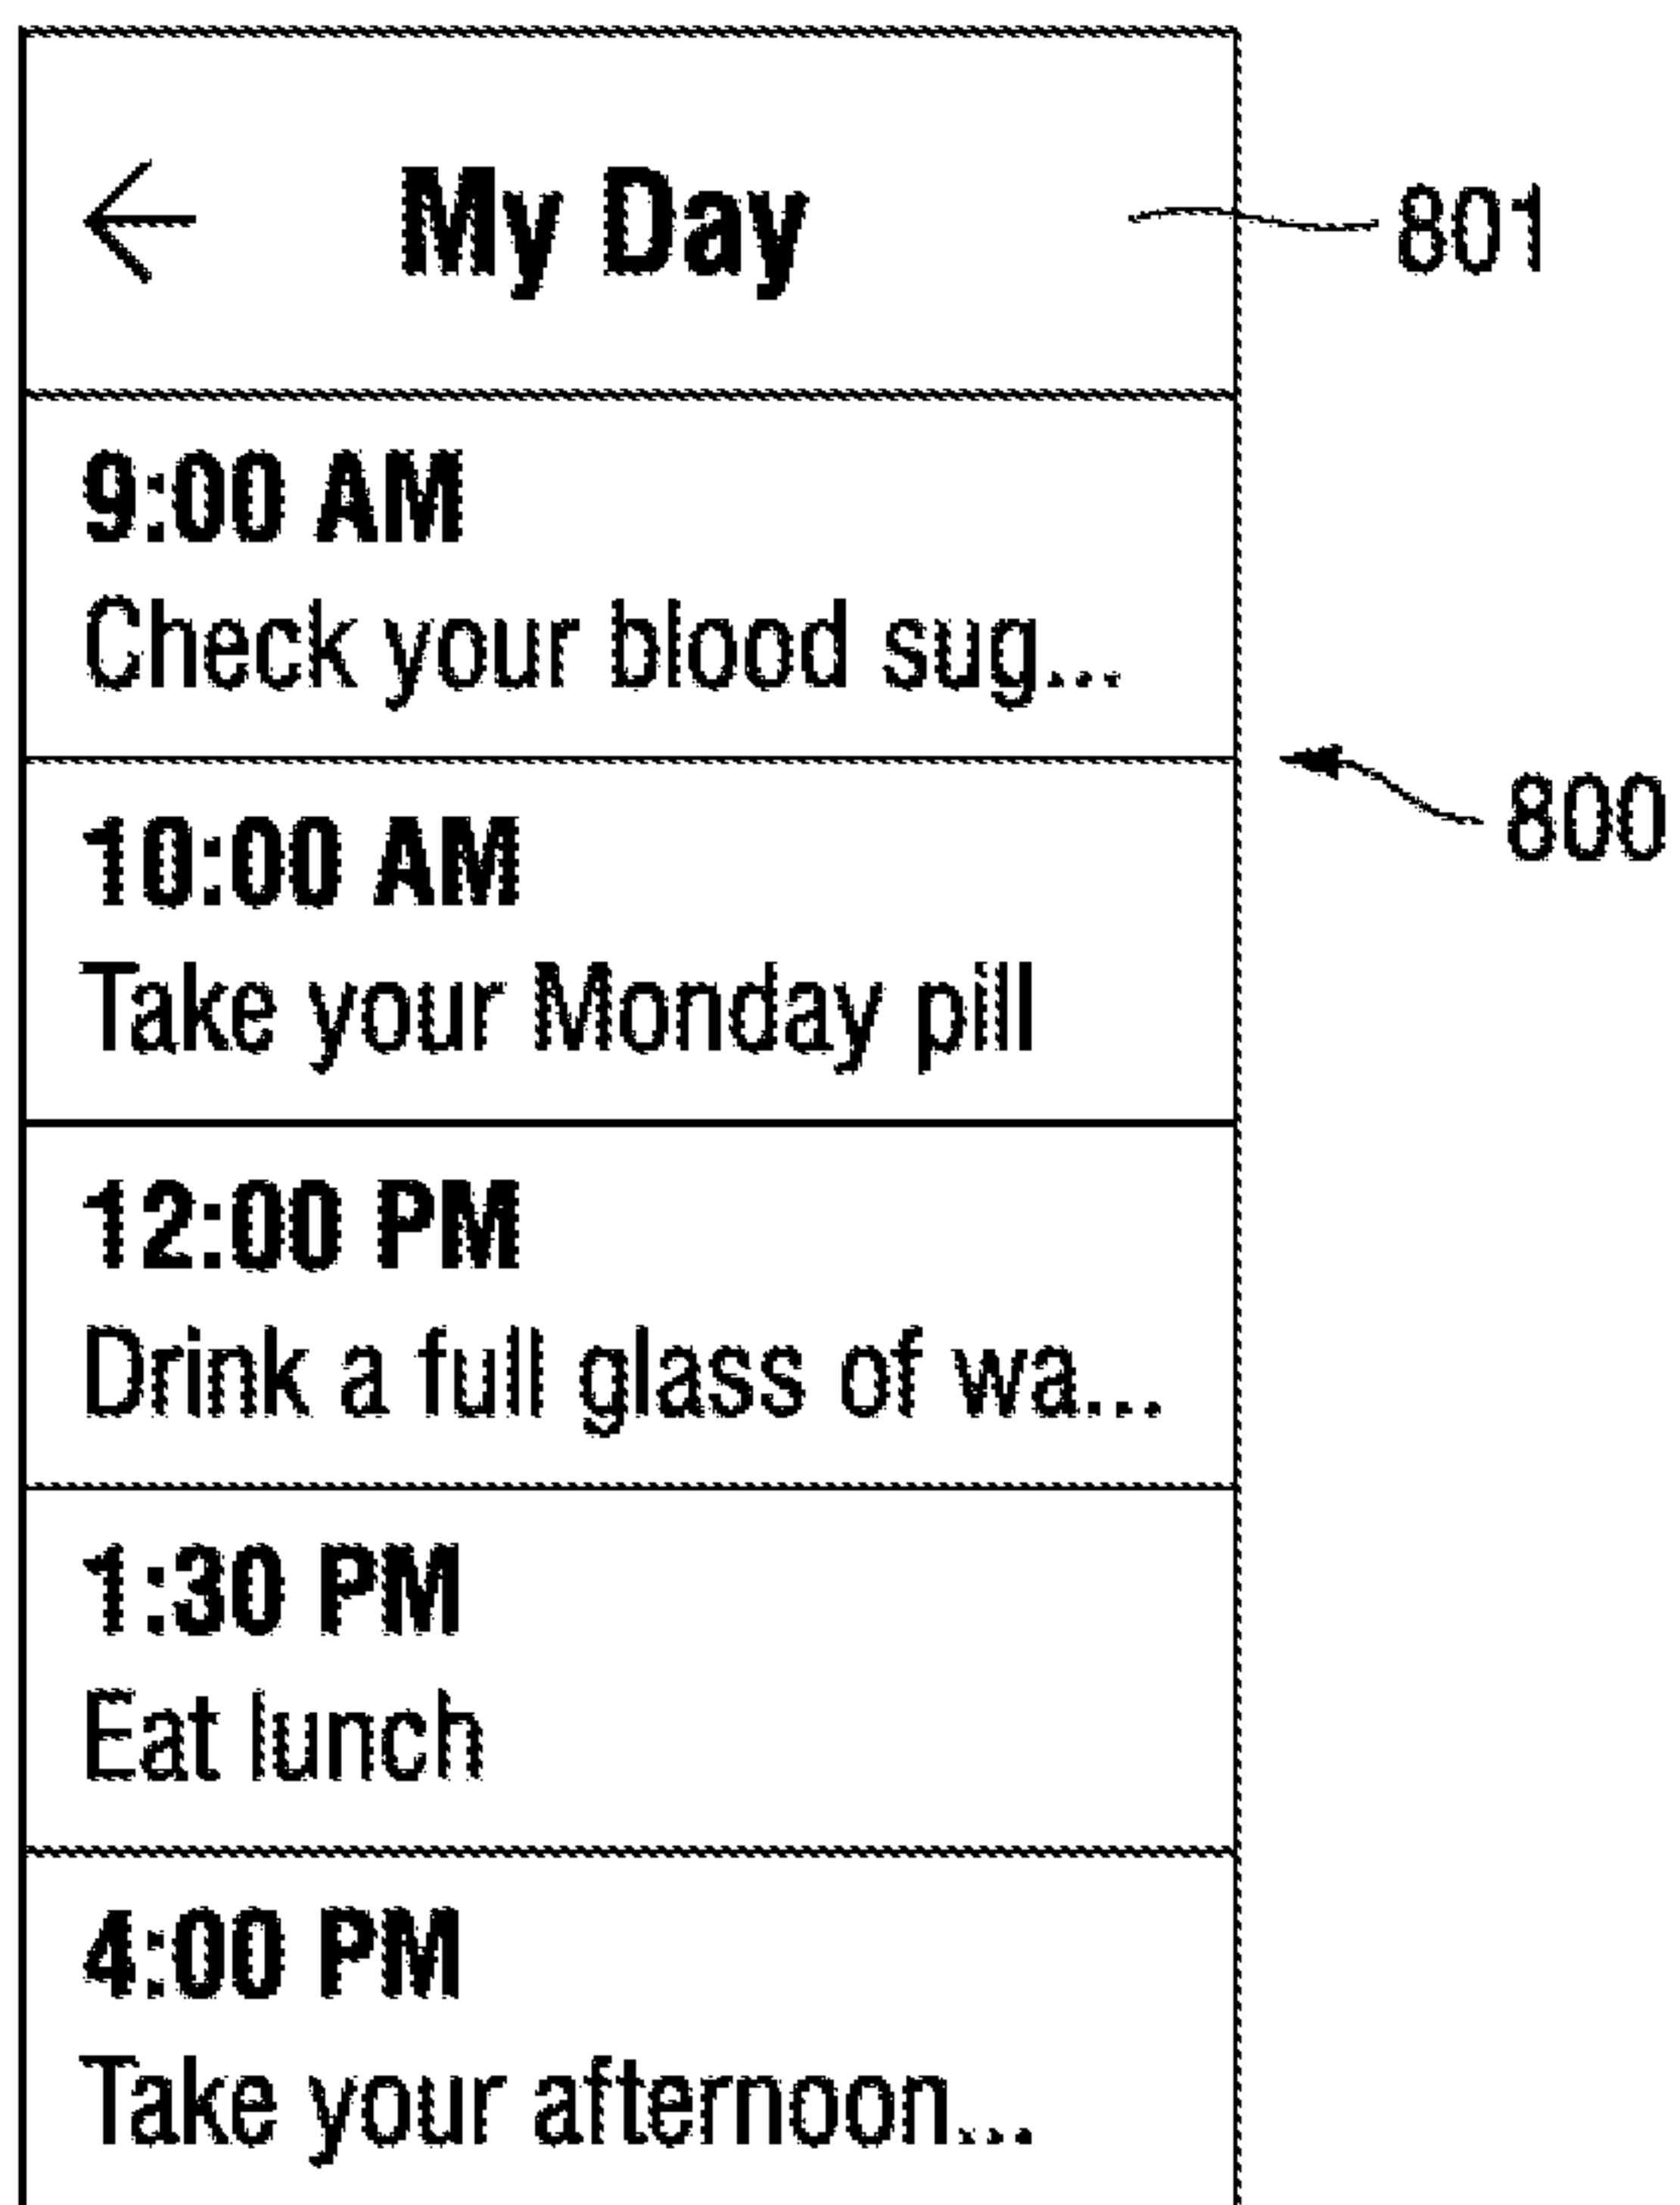 My Day
801
9:00 AM
Check your blood sug...
800
10:00 AM
Take your Monday pill
12:00 PM
Drink a full glass of wa...
1:30 PM
Eat lunch
4:00 PM
Take your afternoon...